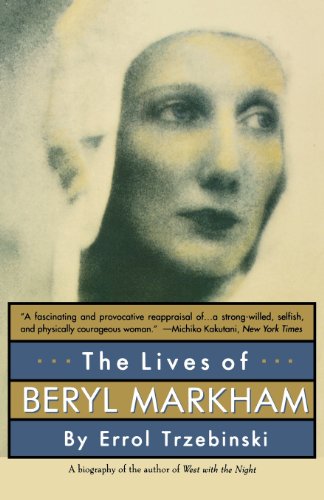 "A fascinating and provocative reappraisal of...a strong-willed, selfish,
and physically courageous woman." —Michiko Kakutani, New York Times
The Lives of
BERYL MARKHAM
By Errol Trzebinski
A biography of the author of West with the Night